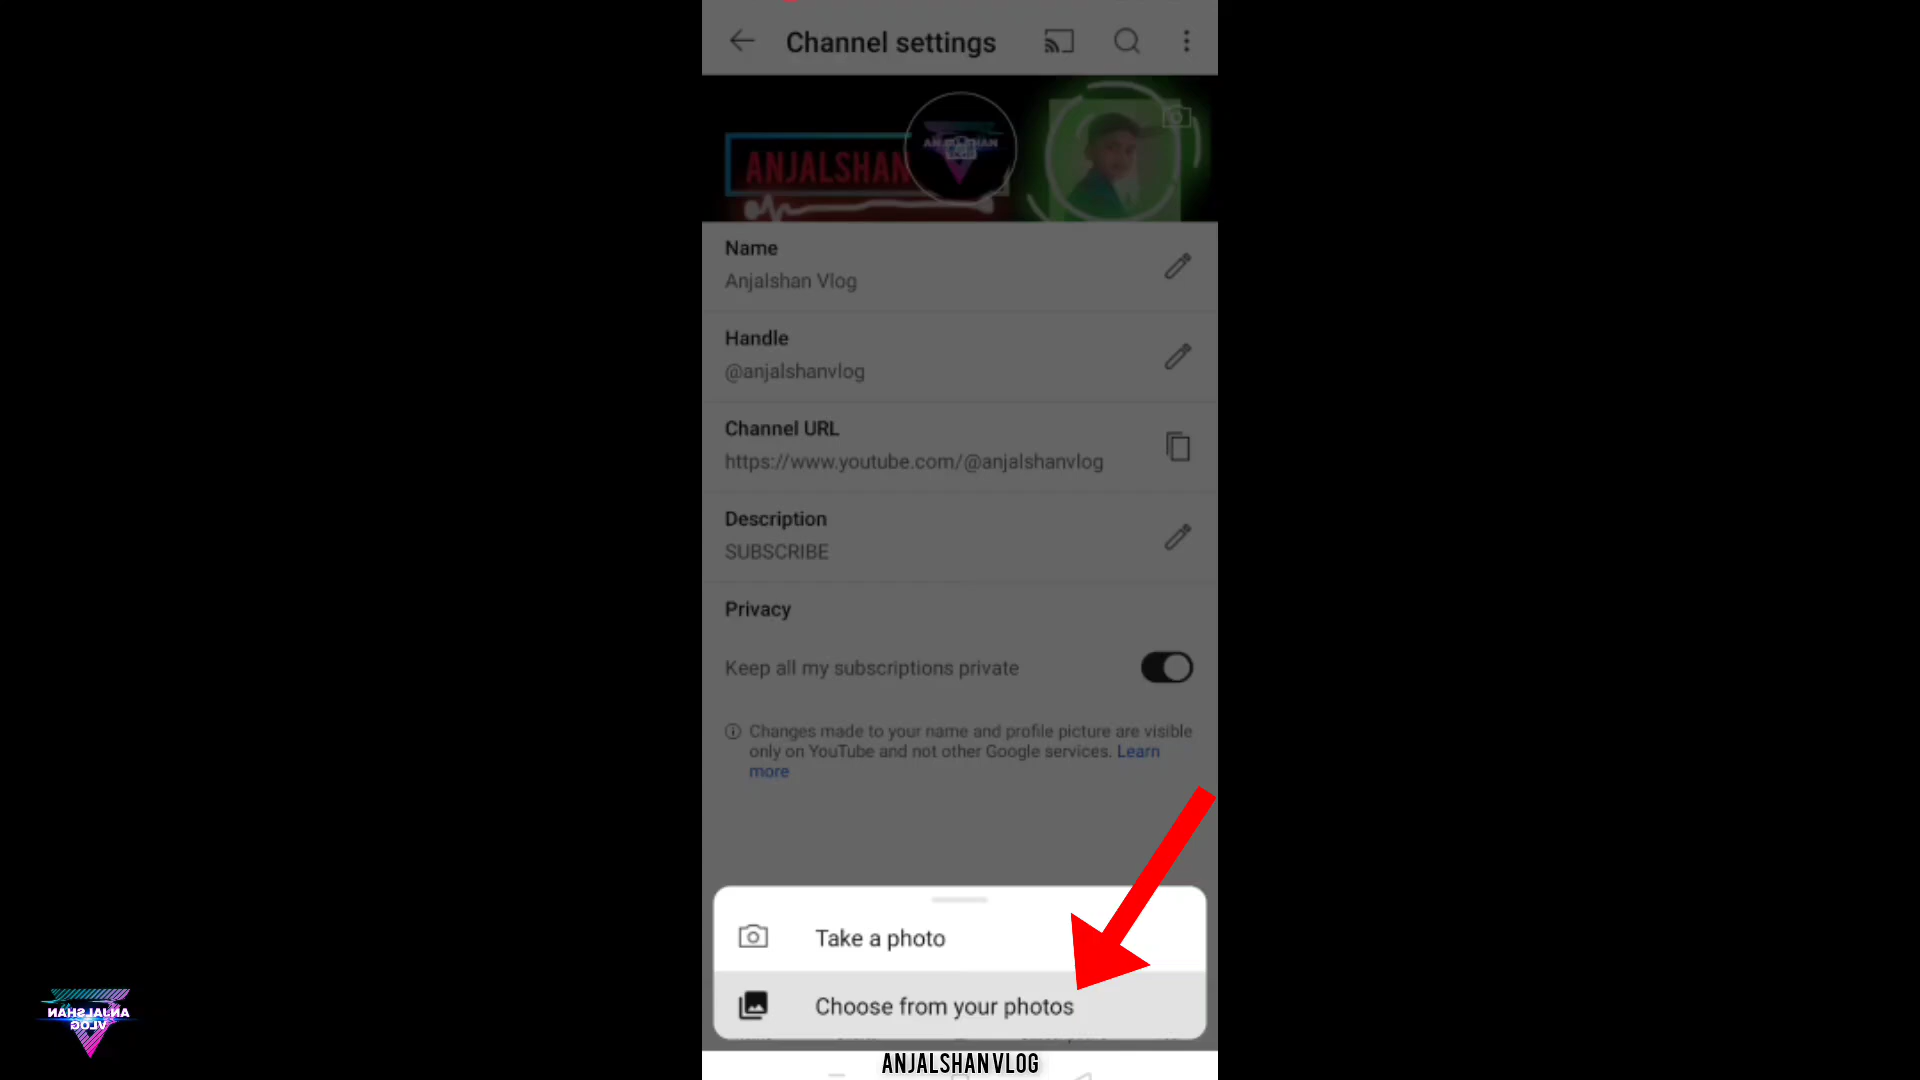 Channel settings
ANJALSHAN
Name
Anjalshan Vlog
Handle
@anjalshanvlog
Channel URL
https://www.youtube.com/@anjalshanvlog
Description
SUBSCRIBE
Privacy
Keep all my subscriptions private
Changes made to your name and profile picture are visible
only on YouTube and not other Google services. Learn
more
Take a photo
Choose from your photos
ANJALSHAN
VLOG
ANJALSHAN VLOG